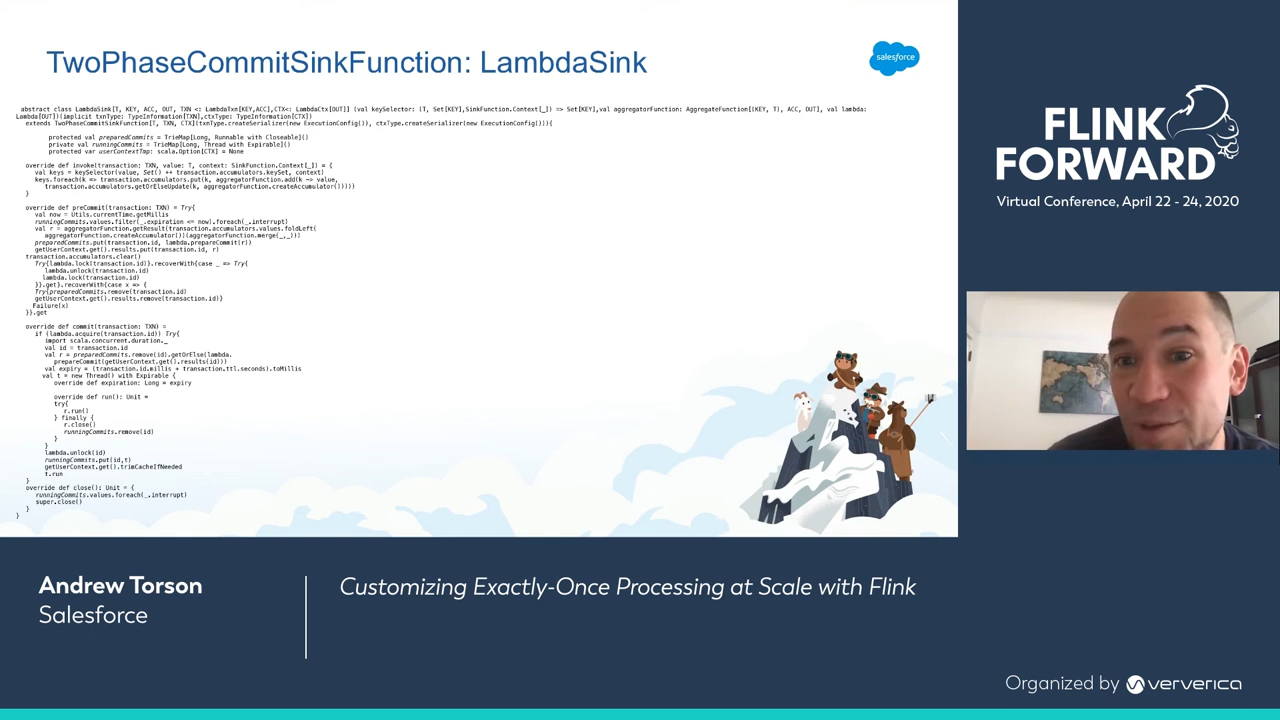 TwoPhaseCommitSinkFunction: LambdaSink
salesforce
abstract class LambdaSink[T, KEY, ACC, OUT, TXN <: LambdaTxn[KEY,ACC],CTX<: LambdaCtx[OUT]] (val keySelector: (T, Set[KEY],SinkFunction.Context[_]) => Set[KEY],val aggregatorFunction: AggregateFunction[(KEY, T), ACC, OUT], val lambda:
Lambda[OUT])(implicit txnType: TypeInformation[TXN],ctxType: TypeInformation[CTX])
extends TwoPhaseCommitSinkFunction[T, TXN, CTX](txnType.createSerializer(new ExecutionConfig()), ctxType.createSerializer(new ExecutionConfig())){
protected val preparedCommits = TrieMap[Long, Runnable with Closeable]()
private val runningCommits = TrieMap[Long, Thread with Expirable]()
protected var userContextTmp: scala.Option[CTX] = None
override def invoke(transaction: TXN, value: T, context: SinkFunction.Context[_]) = {
val keys = keySelector(value, Set() ++ transaction.accumulators.keySet, context)
keys.foreach(k => transaction.accumulators.put(k, aggregatorFunction.add(k -> value,
transaction.accumulators.getOrElseUpdate(k, aggregatorFunction.createAccumulator()))))
}
override def preCommit(transaction: TXN) = Try{
val now = Utils.currentTime.getMillis
runningCommits.values.filter(_.expiration <= now).foreach(_.interrupt)
val r = aggregatorFunction.getResult(transaction.accumulators.values.foldLeft(
aggregatorFunction.createAccumulator())(aggregatorFunction.merge(_,_)))
preparedCommits.put(transaction.id, lambda.prepareCommit(r))
getUserContext.get().results.put(transaction.id, r)
transaction.accumulators.clear()
Try{lambda.lock(transaction.id)}.recoverWith{case _ => Try{
lambda.unlock(transaction.id)
lambda.lock(transaction.id)
}}.get}.recoverWith{case x => {
Try{preparedCommits.remove(transaction.id)
getUserContext.get().results.remove(transaction.id)}
Failure(x)
}}.get
override def commit(transaction: TXN) =
if (lambda.acquire(transaction.id)) Try{
import scala.concurrent.duration._
val id = transaction.id
val r = preparedCommits.remove(id).getOrElse(lambda.
prepareCommit(getUserContext.get().results(id)))
val expiry = (transaction.id.millis + transaction.ttl.seconds).toMillis
val t = new Thread() with Expirable {
override def expiration: Long = expiry
override def run(): Unit =
try{
r.run()
} finally {
r.close()
runningCommits.remove(id)
}
}
lambda.unlock(id)
runningCommits.put(id,t)
getUserContext.get().trimCacheIfNeeded
t.run
}
override def close(): Unit = {
runningCommits.values.foreach(_.interrupt)
super.close()
}
}
FLINK
FORWARD
Virtual Conference, April 22 - 24, 2020
Andrew Torson
Salesforce
Customizing Exactly-Once Processing at Scale with Flink
Organized by ververica